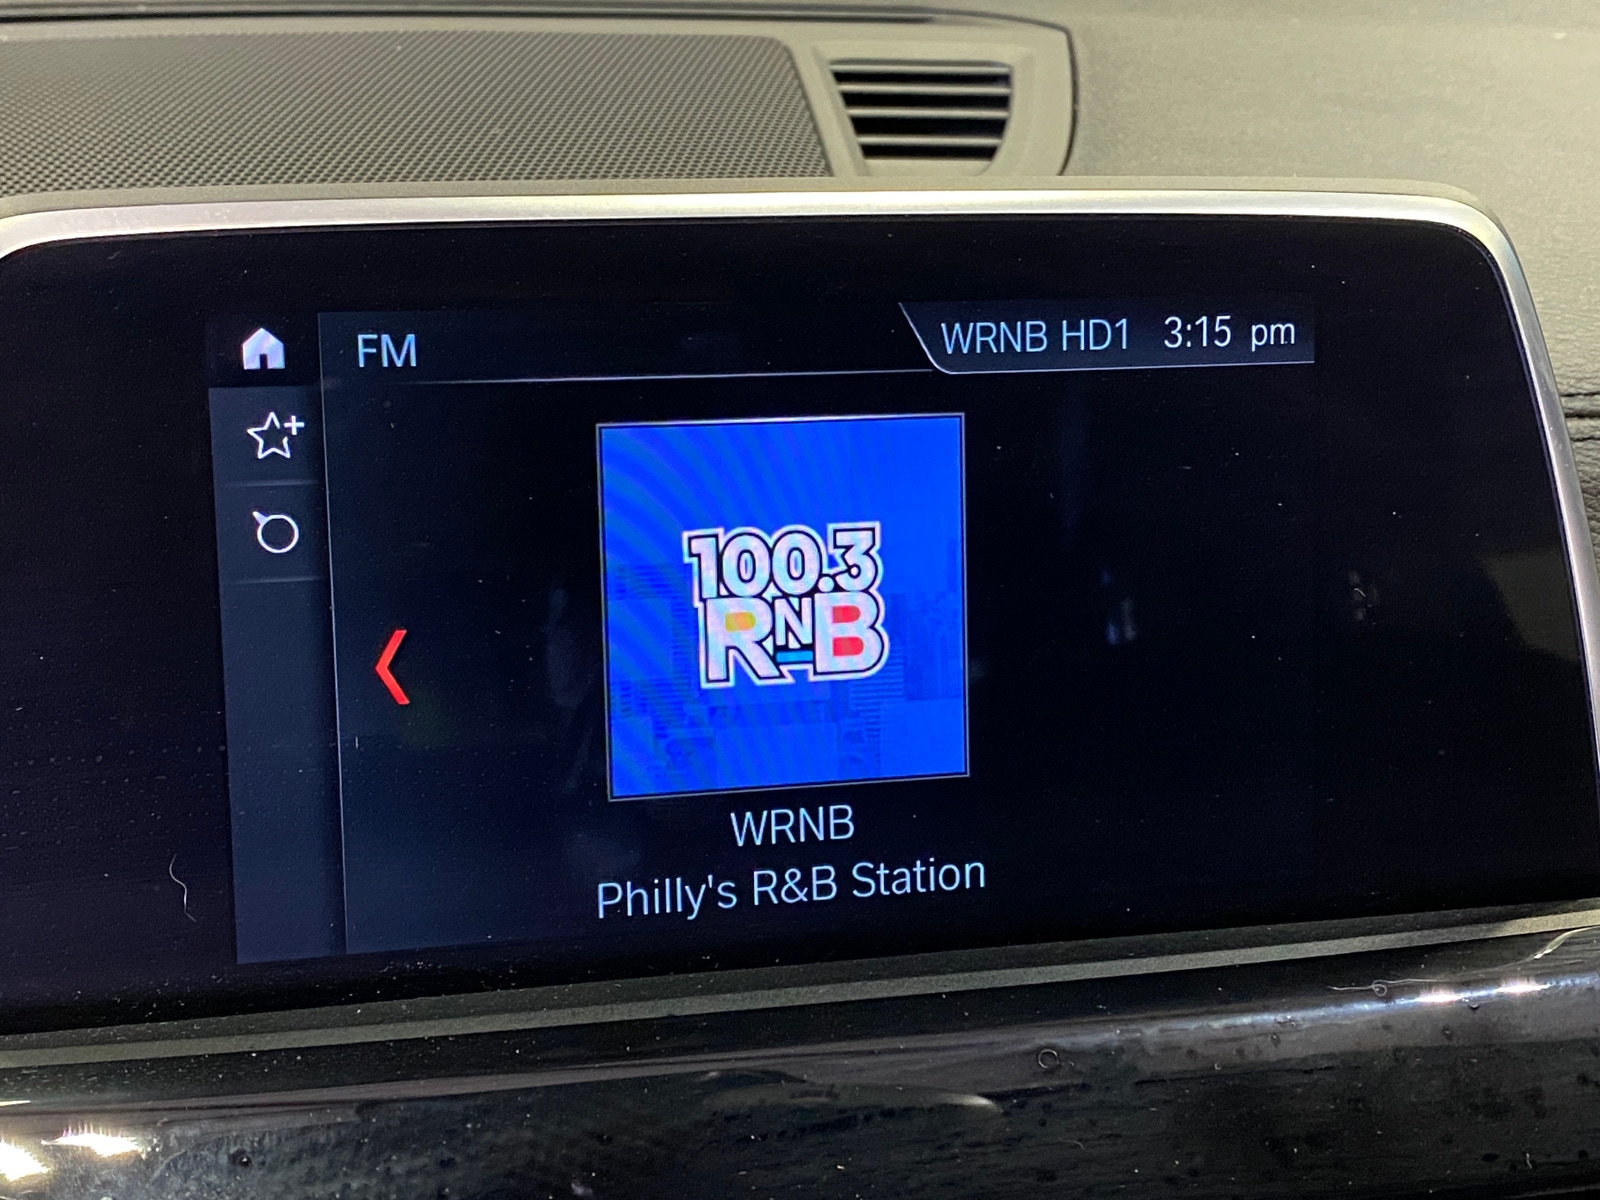 FM
WRNB HD1 3:15 pm
100.3
RNB
WRNB
Philly's R&B Station